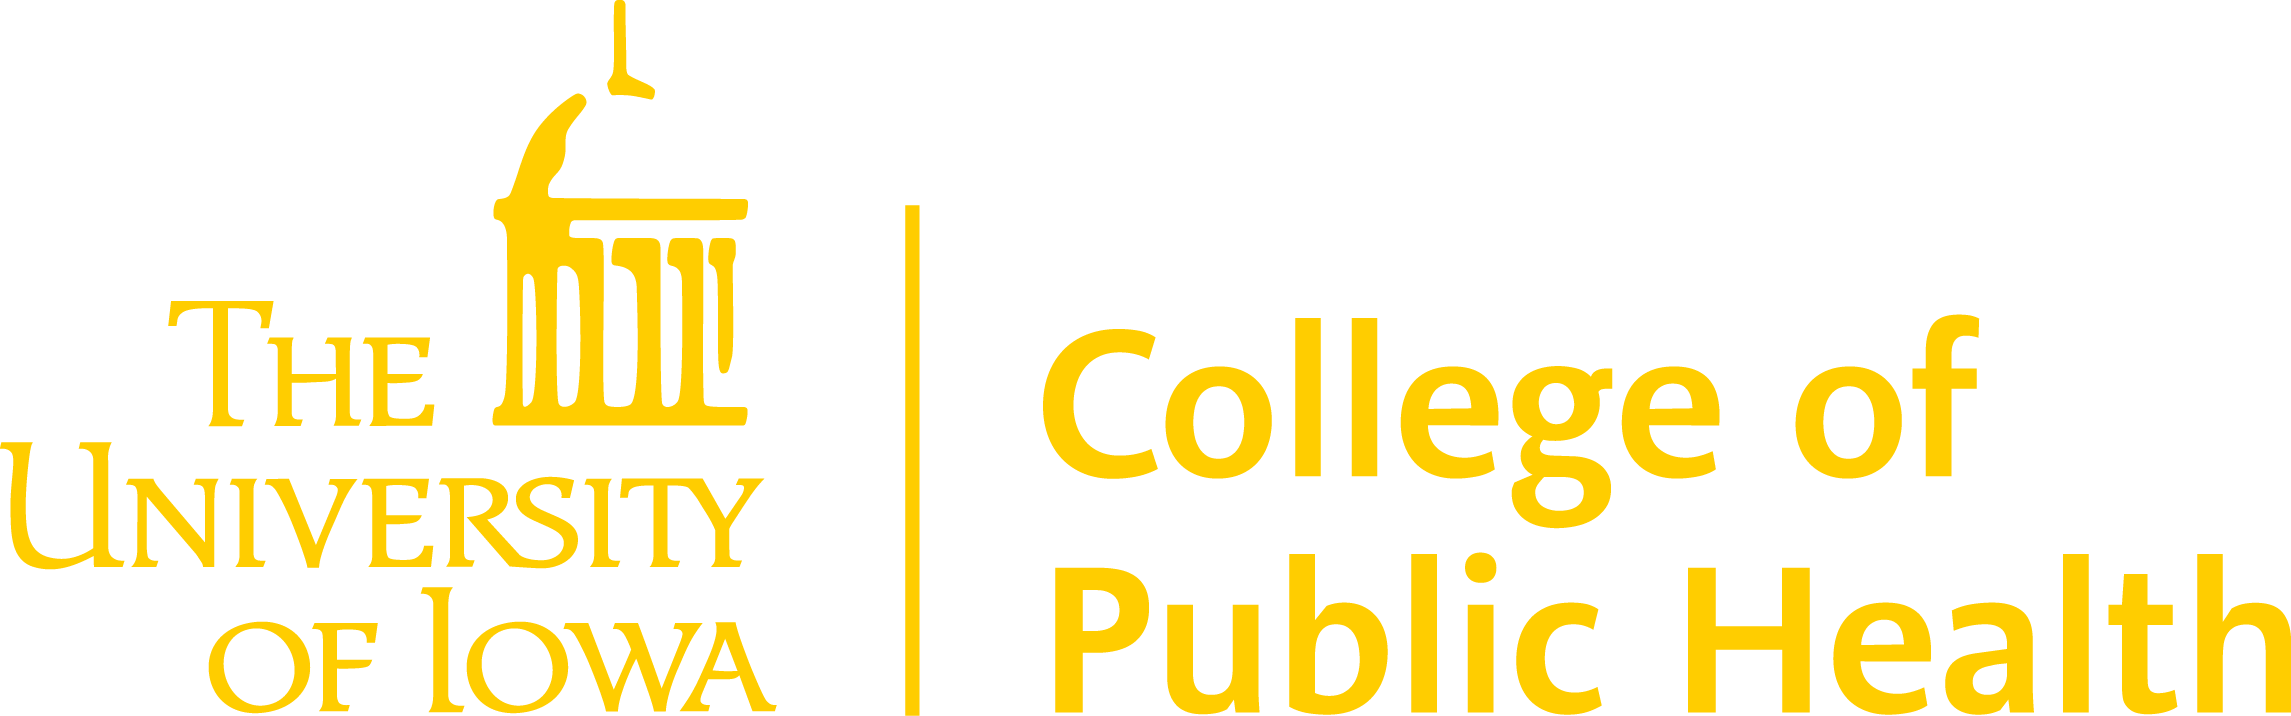 THE
UNIVERSITY
OF IOWA
College of
Public Health